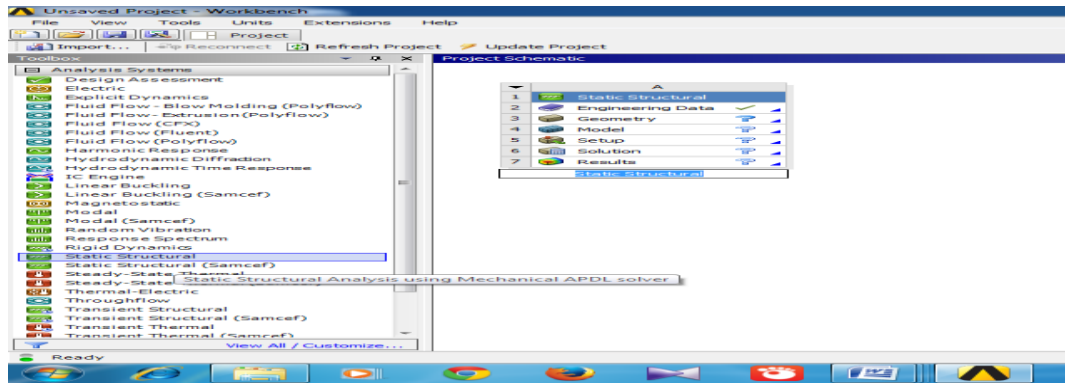 Unsaved Project - Workbench
File View Tools Units Extensions Help
Project
Import... Reconnect Refresh Project Update Project
Toolbox
Analysis Systems
Design Assessment
Electric
Explicit Dynamics
Fluid Flow - Blow Molding (Polyflow)
Fluid Flow- Extrusion (Polyflow)
Fluid Flow (CFX)
Fluid Flow (Fluent)
Fluid Flow (Polyflow)
Harmonic Response
Hydrodynamic Diffraction
Hydrodynamic Time Response
IC Engine
Linear Buckling
Linear Buckling (Samcef)
Magnetostatic
Modal
Modal (Samcef)
Random Vibration
Response Spectrum
Rigid Dynamics
Static Structural
Static Structural (Samcef)
Steady-State Thermal
Steady-State
Static Structural Analysis using Mechanical APDL solver
Thermal-Electric
Throughflow
Transient Structural
Transient Structural (Samcef)
Transient Thermal
Transient Thermal (Samcef)
View All / Customize...
Project Schematic
A
1 Static Structural
2 Engineering Data
3 Geometry
4 Model
5 Setup
6 Solution
7 Results
Static Structural
Ready